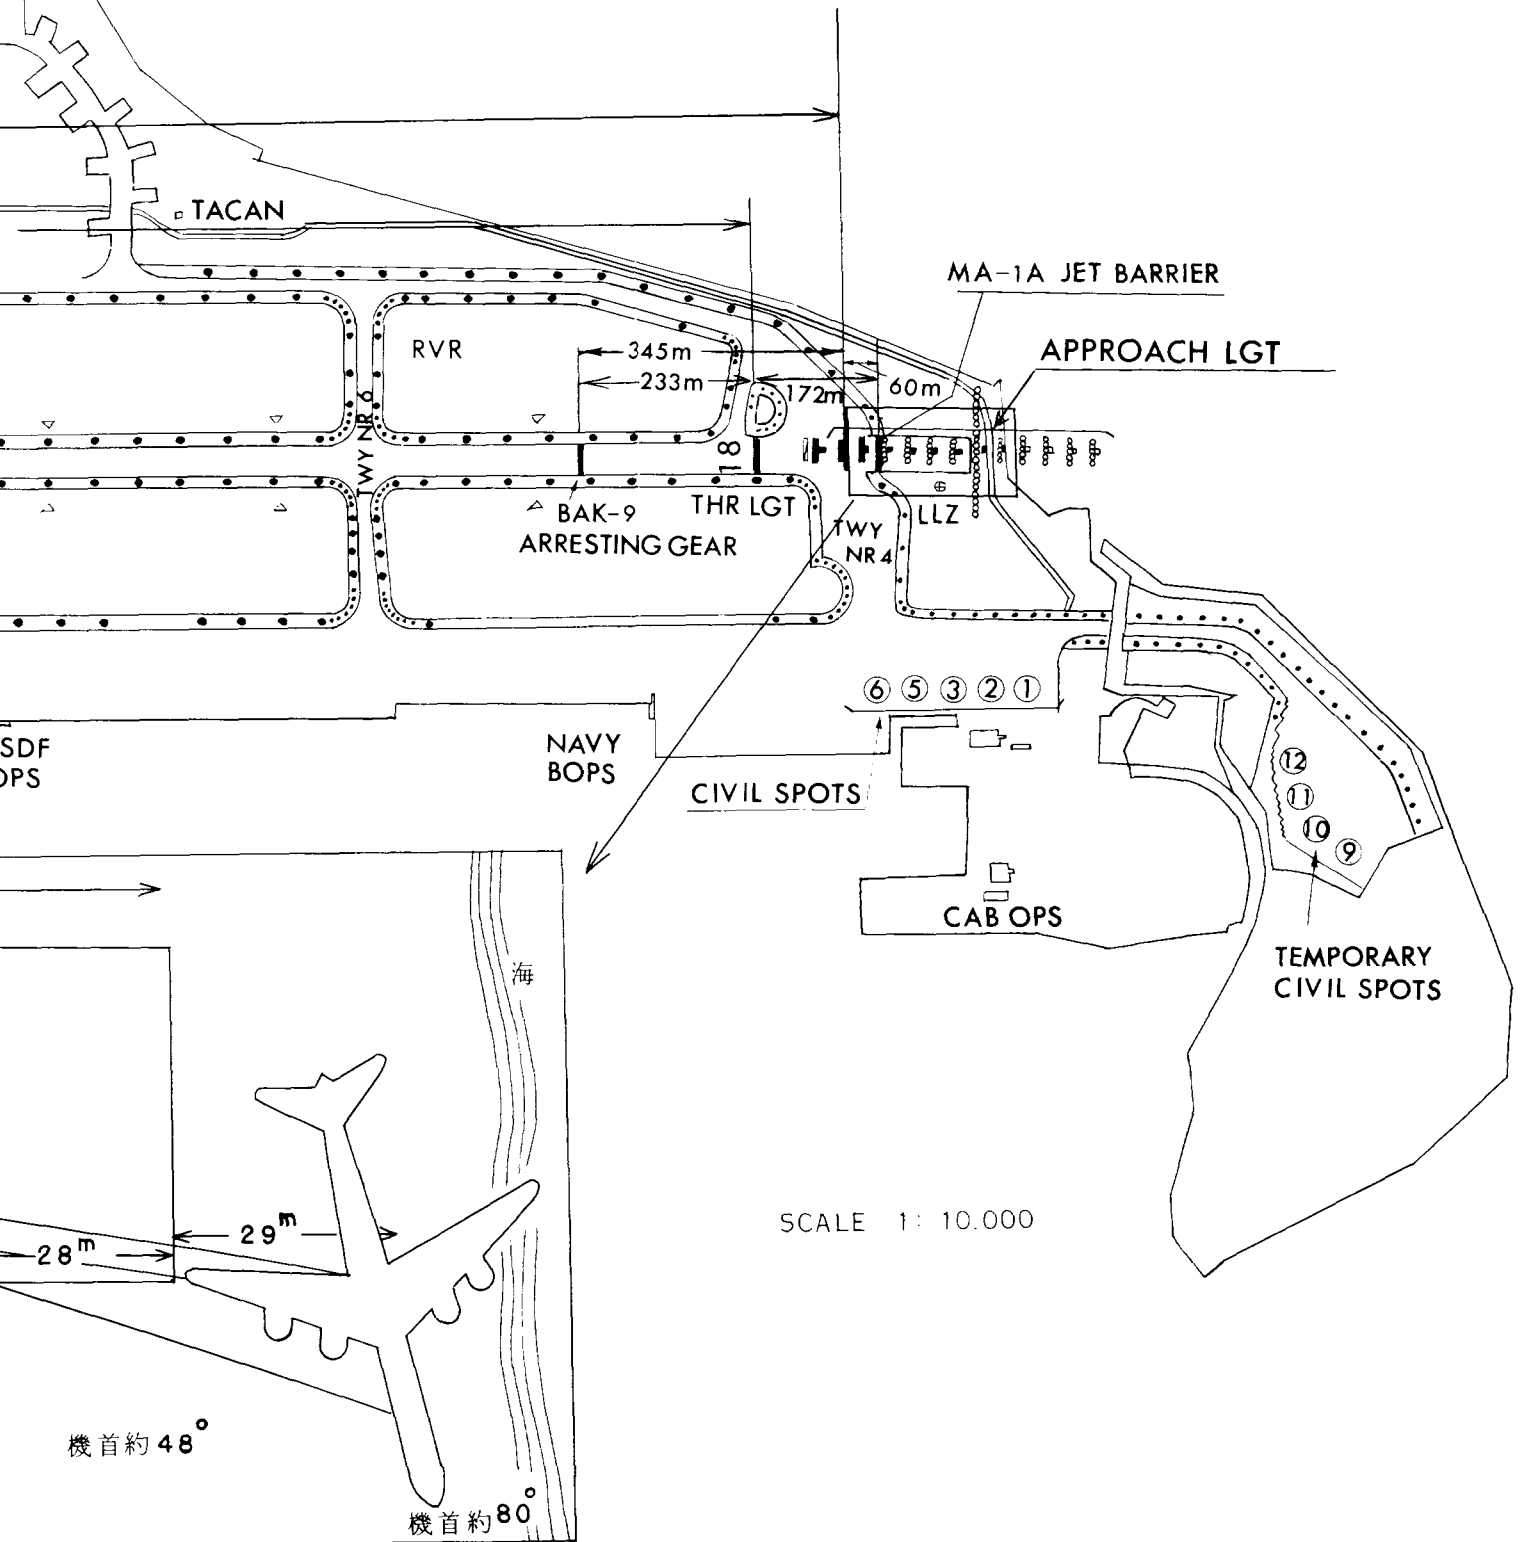 TACAN
MA-1A JET BARRIER
RVR
345m
APPROACH LGT
233m
172m
60m
TWY NR 6
18
BAK-9
ARRESTING GEAR
THR LGT
LLZ
TWY
NR 4
6 5 3 2 1
SDF
OPS
NAVY
BOPS
CIVIL SPOTS
12
11
10
9
CAB OPS
TEMPORARY
CIVIL SPOTS
海
SCALE 1: 10.000
29m
28m
機首約48°
機首約80°